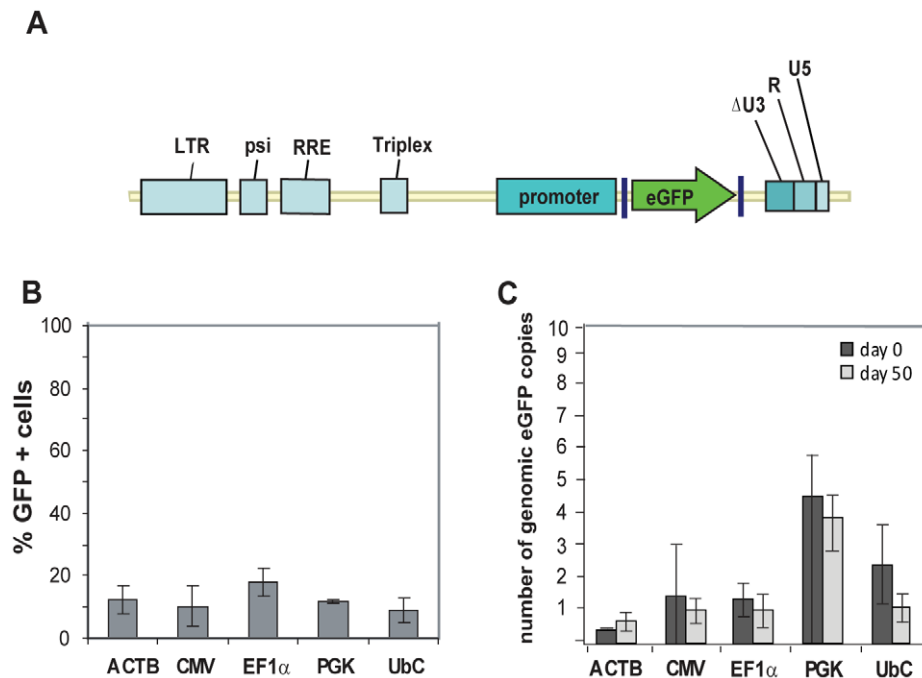 A
U5
R
ΔU3
LTR psi RRE Triplex
promoter eGFP
B
% GFP + cells
100
80
60
40
20
0
ACTB CMV EF1α PGK UbC
C
number of genomic eGFP copies
10
9
8
7
6
5
4
3
2
1
day 0
day 50
ACTB CMV EF1α PGK UbC